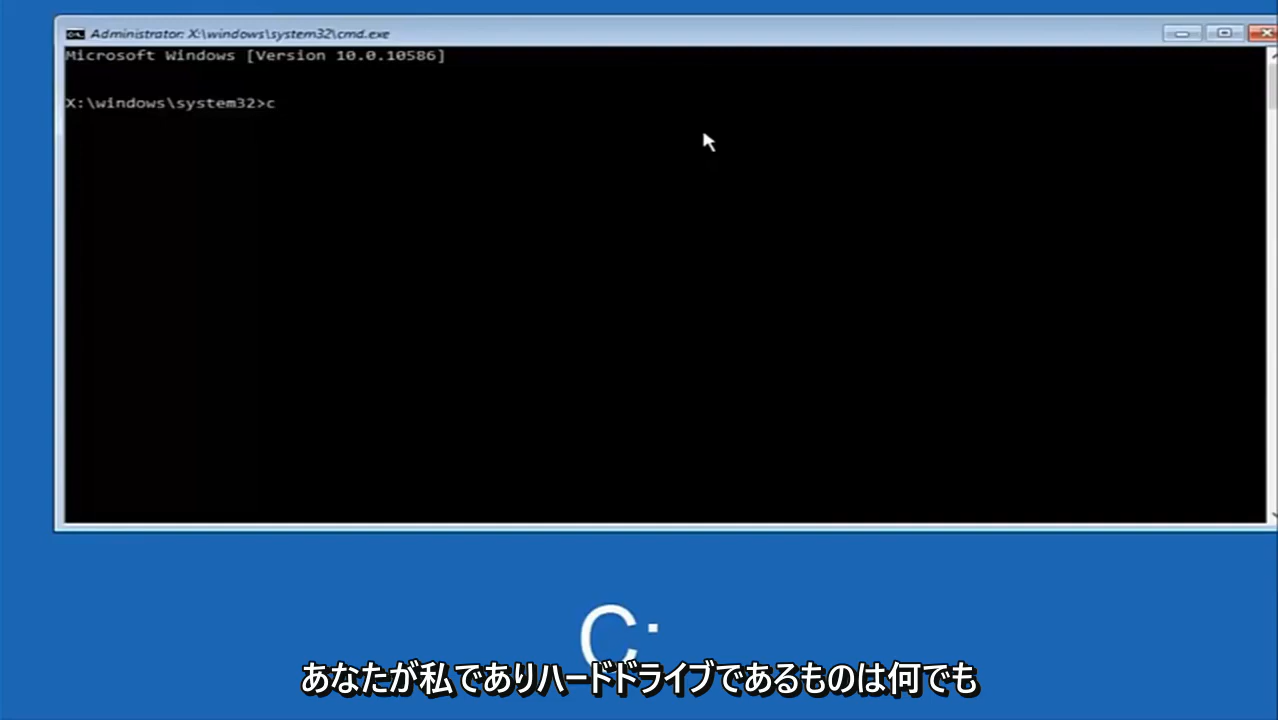 Administrator: X:\windows\system32\cmd.exe
Microsoft Windows [Version 10.0.10586]
X:\windows\system32>c
C:
あなたが私でありハードドライブであるものは何でも